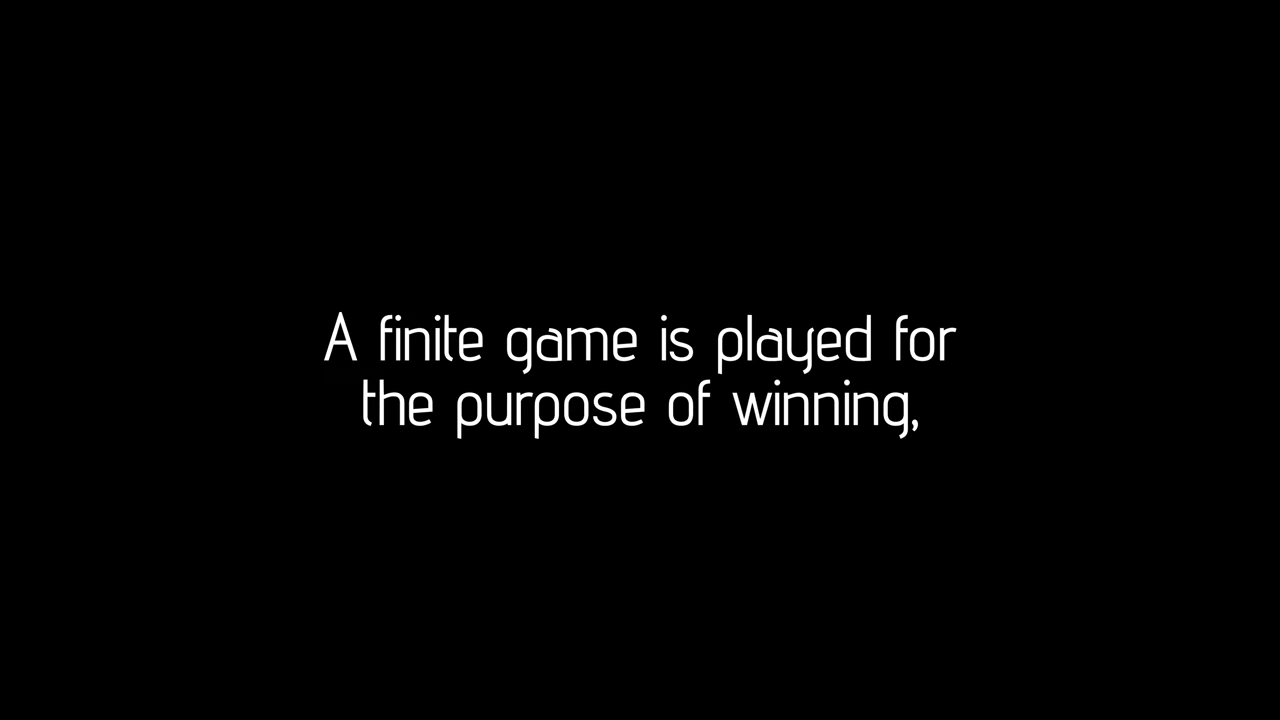 A finite game is played for
the purpose of winning,